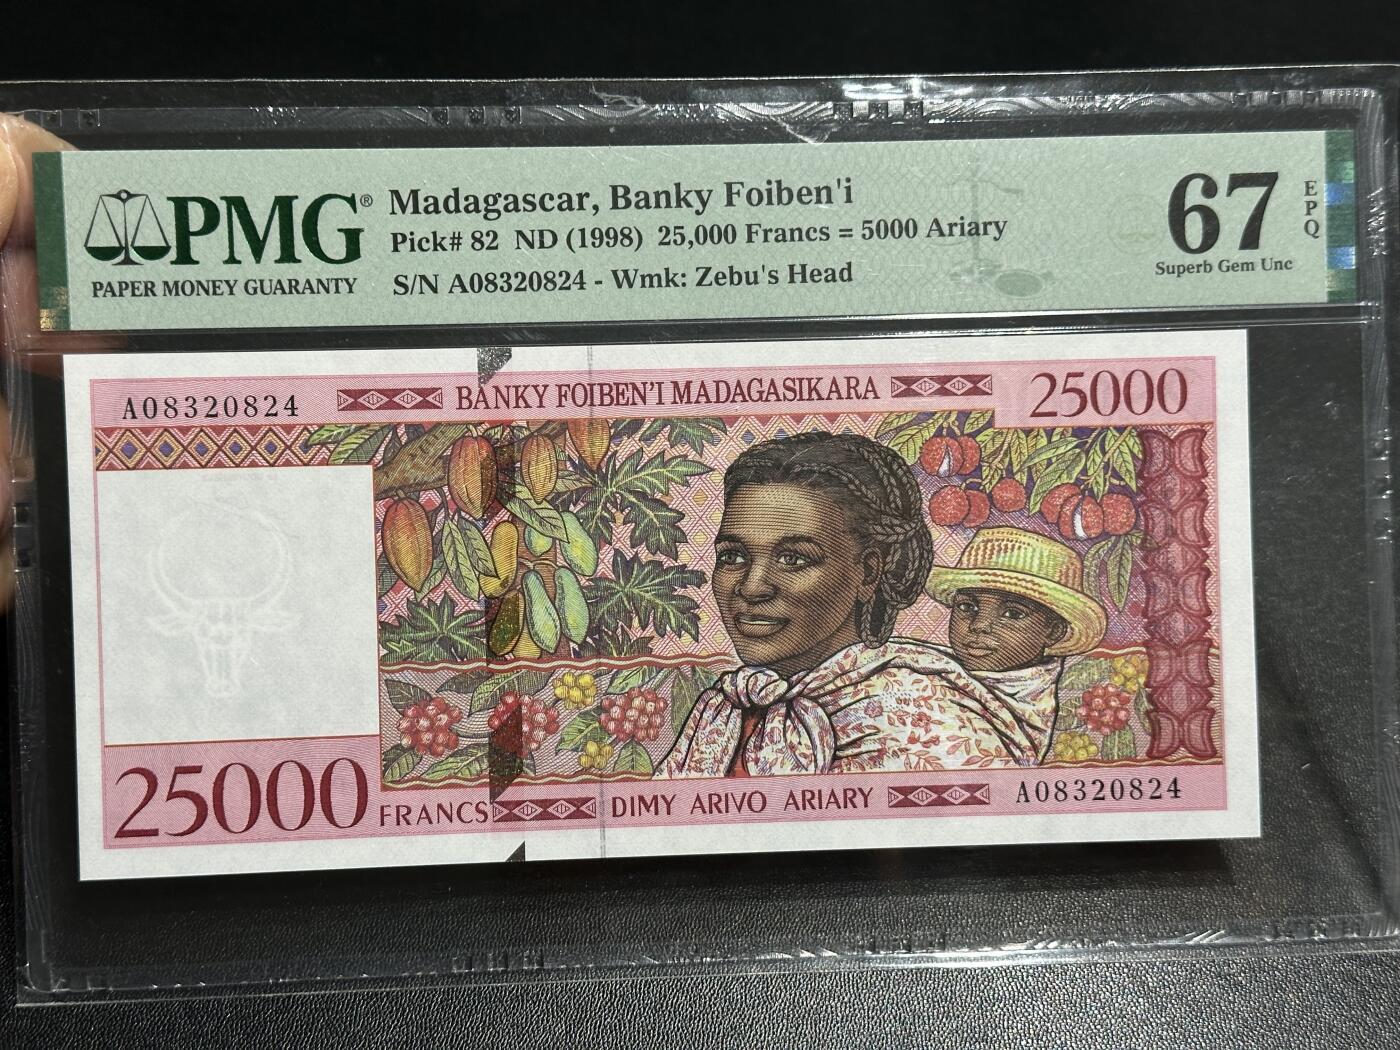 PMG®
PAPER MONEY GUARANTY
Madagascar, Banky Foiben'i
Pick# 82 ND (1998) 25,000 Francs = 5000 Ariary
S/N A08320824 - Wmk: Zebu's Head
67
EPQ
Superb Gem Unc
A08320824
BANKY FOIBEN'I MADAGASIKARA
25000
25000
FRANCS
DIMY ARIVO ARIARY
A08320824